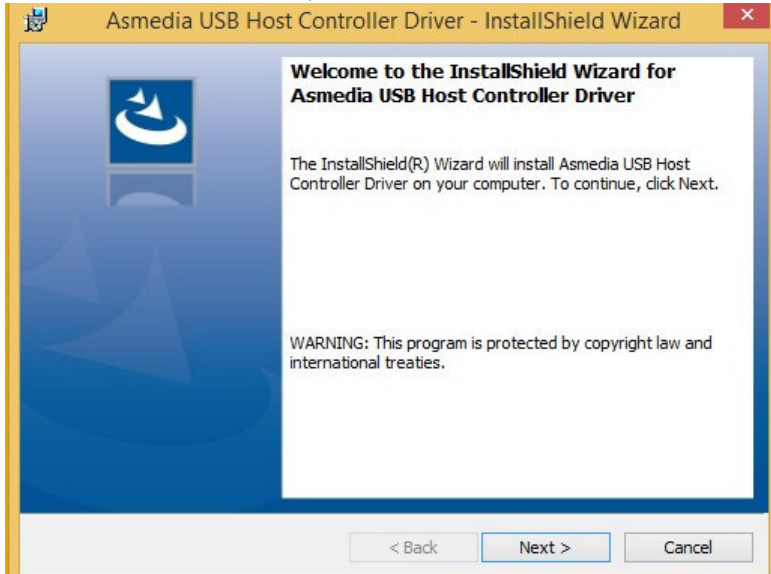 Asmedia USB Host Controller Driver - InstallShield Wizard
Welcome to the InstallShield Wizard for
Asmedia USB Host Controller Driver
The InstallShield(R) Wizard will install Asmedia USB Host
Controller Driver on your computer. To continue, click Next.
WARNING: This program is protected by copyright law and
international treaties.
< Back
Next >
Cancel